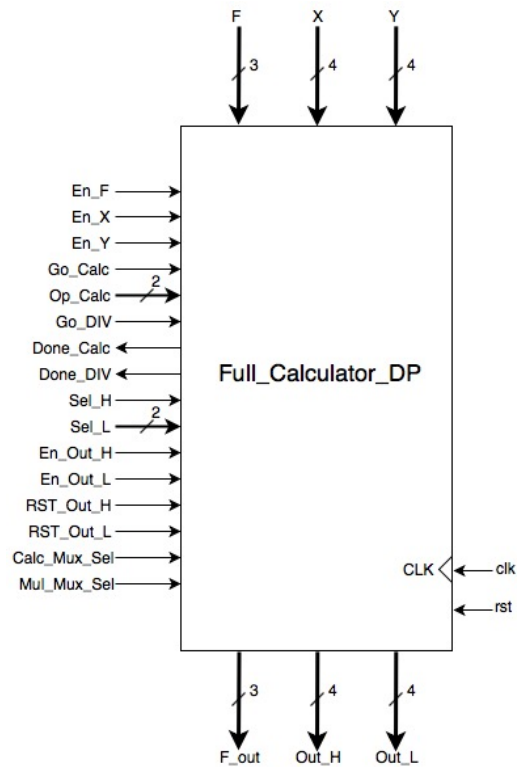 F X Y
3 4 4
En_F
En_X
En_Y
Go_Calc
Op_Calc 2
Go_DIV
Done_Calc
Done_DIV
Full_Calculator_DP
Sel_H
Sel_L 2
En_Out_H
En_Out_L
RST_Out_H
RST_Out_L
Calc_Mux_Sel
CLK clk
Mul_Mux_Sel
rst
3 4 4
F_out Out_H Out_L